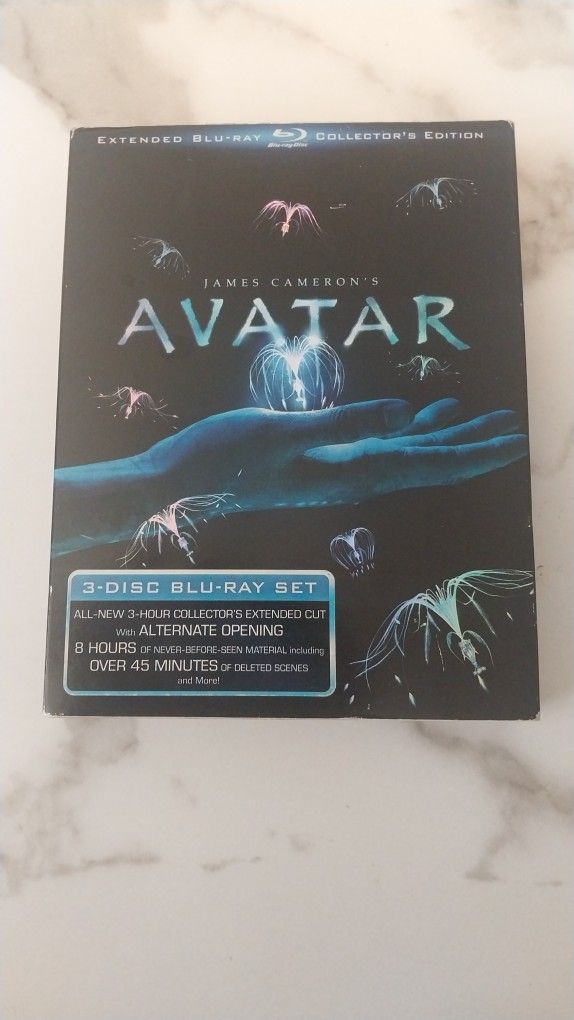 EXTENDED BLU-RAY Blu-ray Disc COLLECTOR'S EDITION
JAMES CAMERON'S
AVATAR
3-DISC BLU-RAY SET
ALL-NEW 3-HOUR COLLECTOR'S EXTENDED CUT
With ALTERNATE OPENING
8 HOURS OF NEVER-BEFORE-SEEN MATERIAL including
OVER 45 MINUTES OF DELETED SCENES
and More!